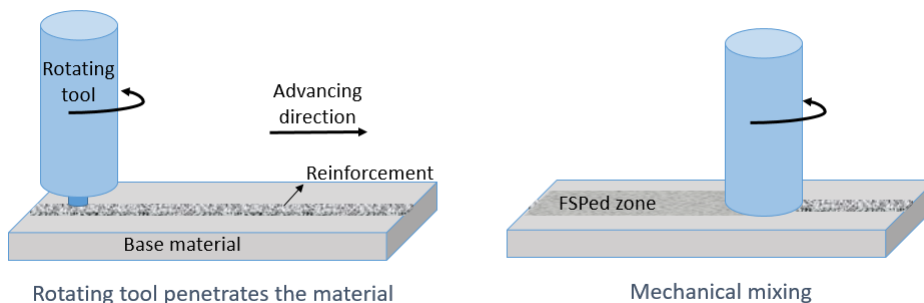 Rotating
tool
Advancing
direction
Reinforcement
Base material
Rotating tool penetrates the material
FSPed zone
Mechanical mixing